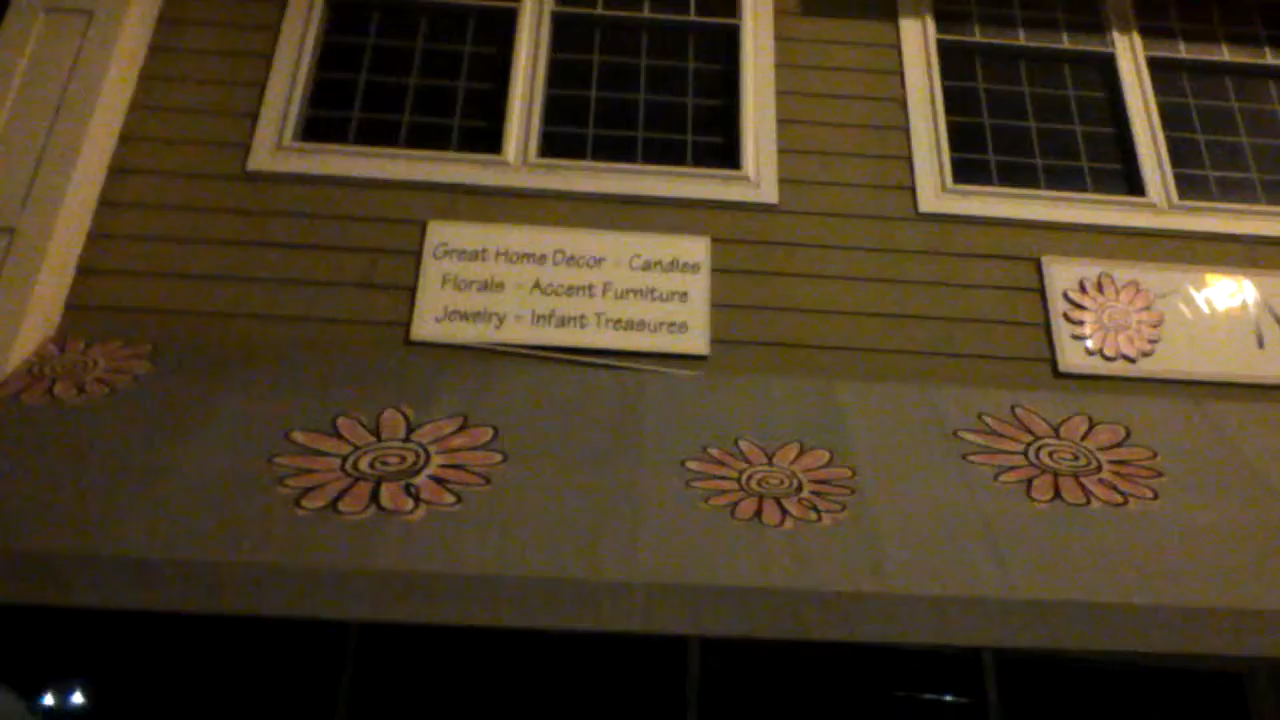 Great Home Decor - Candles
Florals - Accent Furniture
Jewelry - Infant Treasures